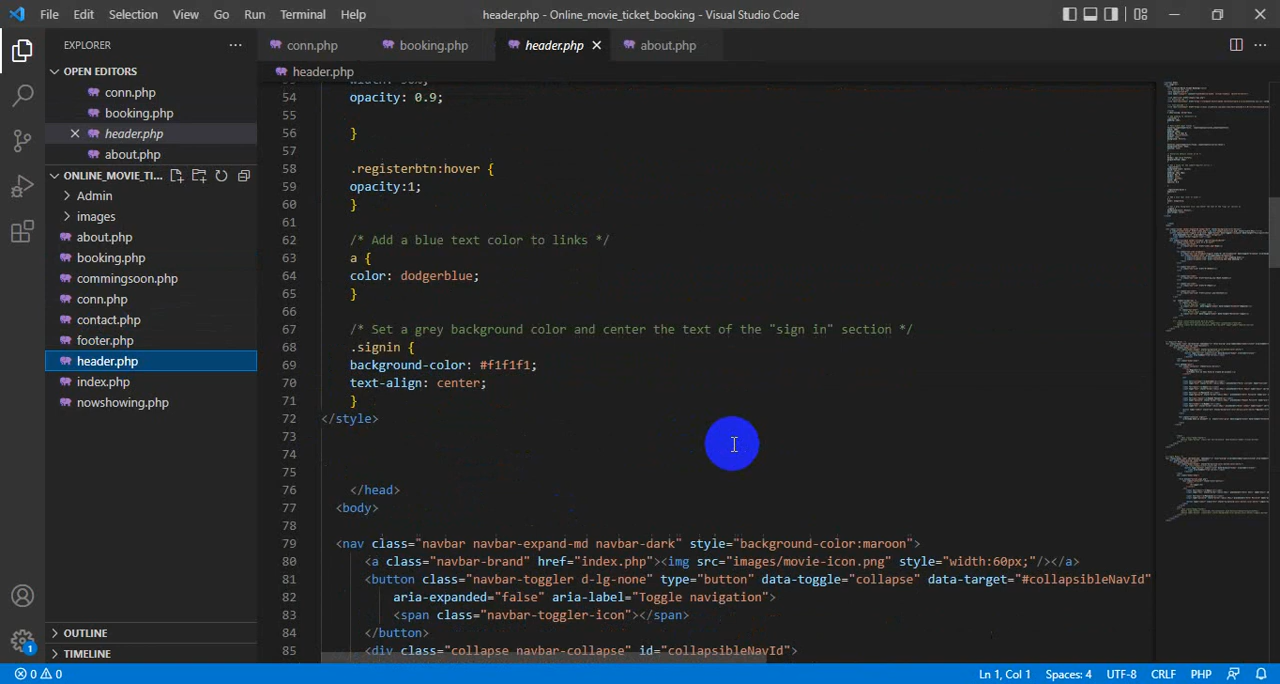 File Edit Selection View Go Run Terminal Help
header.php - Online_movie_ticket_booking - Visual Studio Code
EXPLORER
conn.php
booking.php
header.php
about.php
OPEN EDITORS
conn.php
booking.php
header.php
about.php
ONLINE_MOVIE_TI...
Admin
images
about.php
booking.php
commingsoon.php
conn.php
contact.php
footer.php
header.php
index.php
nowshowing.php
OUTLINE
TIMELINE
header.php
54 opacity: 0.9;
55
56 }
57
58 .registerbtn:hover {
59 opacity:1;
60 }
61
62 /* Add a blue text color to links */
63 a {
64 color: dodgerblue;
65 }
66
67 /* Set a grey background color and center the text of the "sign in" section */
68 .signin {
69 background-color: #f1f1f1;
70 text-align: center;
71 }
72 </style>
73
74
75
76 </head>
77 <body>
78
79 <nav class="navbar navbar-expand-md navbar-dark" style="background-color:maroon">
80 <a class="navbar-brand" href="index.php"><img src="images/movie-icon.png" style="width:60px;"/></a>
81 <button class="navbar-toggler d-lg-none" type="button" data-toggle="collapse" data-target="#collapsibleNavId"
82 aria-expanded="false" aria-label="Toggle navigation">
83 <span class="navbar-toggler-icon"></span>
84 </button>
85 <div class="collapse navbar-collapse" id="collapsibleNavId">
1
0 0
Ln 1, Col 1 Spaces: 4 UTF-8 CRLF PHP